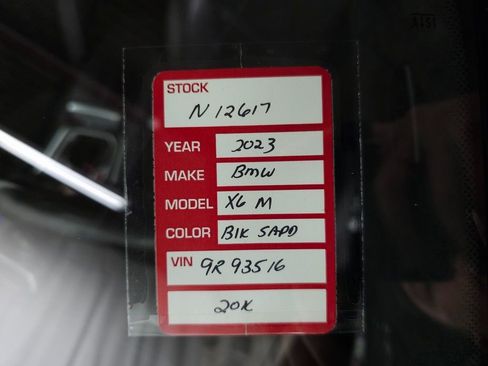 STOCK
N 12617
YEAR 2023
MAKE BMW
MODEL X6 M
COLOR BlK SAPD
VIN 9R 93516
20K